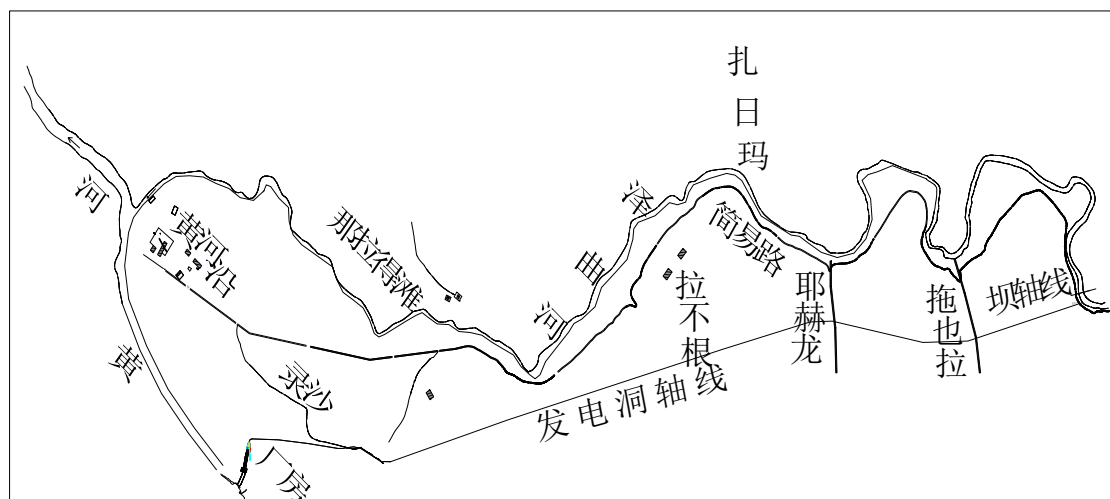 扎日玛
泽曲河
黄河
黄河沿
那拉得滩
简易路
拉不根
耶赫龙
拖也拉
坝轴线
录沙
发电洞轴线
厂房